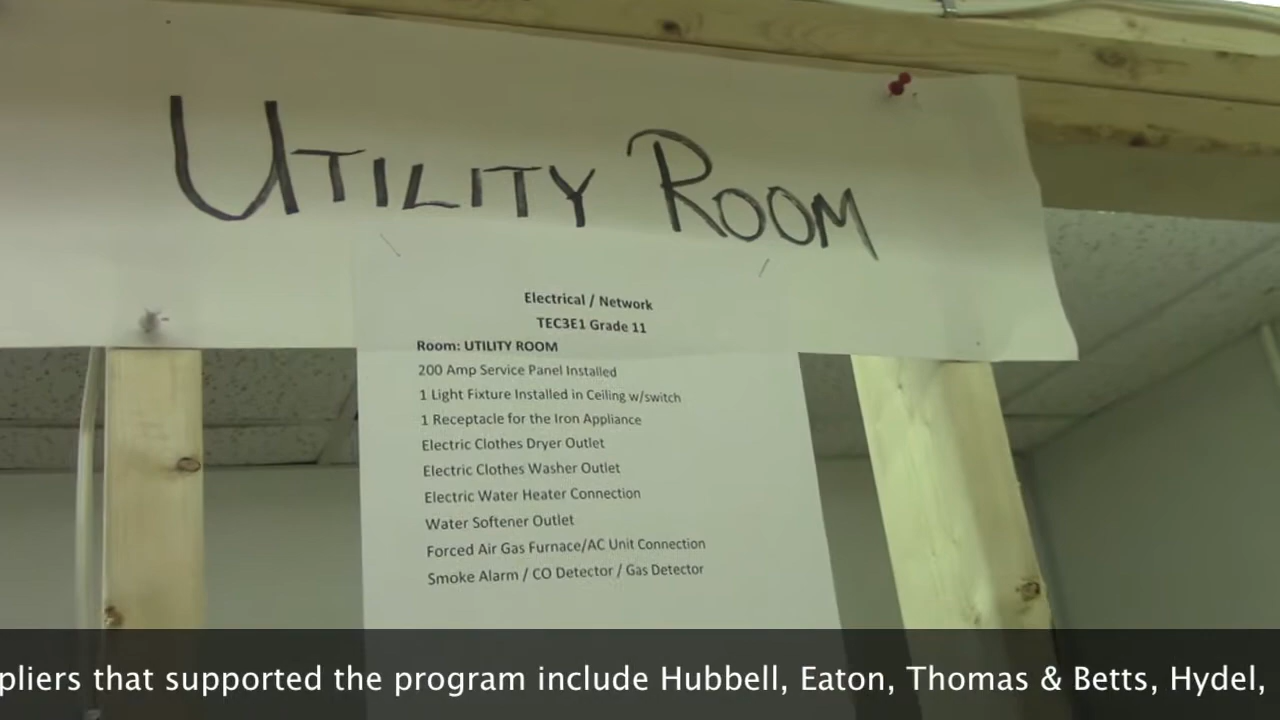 UTILITY ROOM
Electrical / Network
TEC3E1 Grade 11
Room: UTILITY ROOM
200 Amp Service Panel Installed
1 Light Fixture Installed in Ceiling w/switch
1 Receptacle for the Iron Appliance
Electric Clothes Dryer Outlet
Electric Clothes Washer Outlet
Electric Water Heater Connection
Water Softener Outlet
Forced Air Gas Furnace/AC Unit Connection
Smoke Alarm / CO Detector / Gas Detector
pliers that supported the program include Hubbell, Eaton, Thomas & Betts, Hydel,